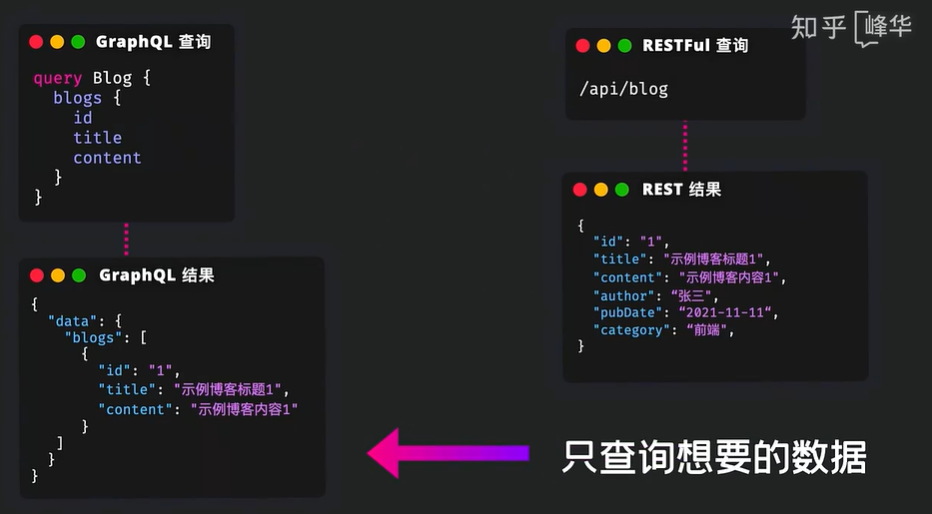 知乎 峰华
GraphQL 查询
query Blog {
  blogs {
    id
    title
    content
  }
}
GraphQL 结果
{
  "data": {
    "blogs": [
      {
        "id": "1",
        "title": "示例博客标题1",
        "content": "示例博客内容1"
      }
    ]
  }
}
RESTFul 查询
/api/blog
REST 结果
{
  "id": "1",
  "title": "示例博客标题1",
  "content": "示例博客内容1",
  "author": “张三",
  "pubDate": “2021-11-11“,
  "category": “前端",
}
只查询想要的数据